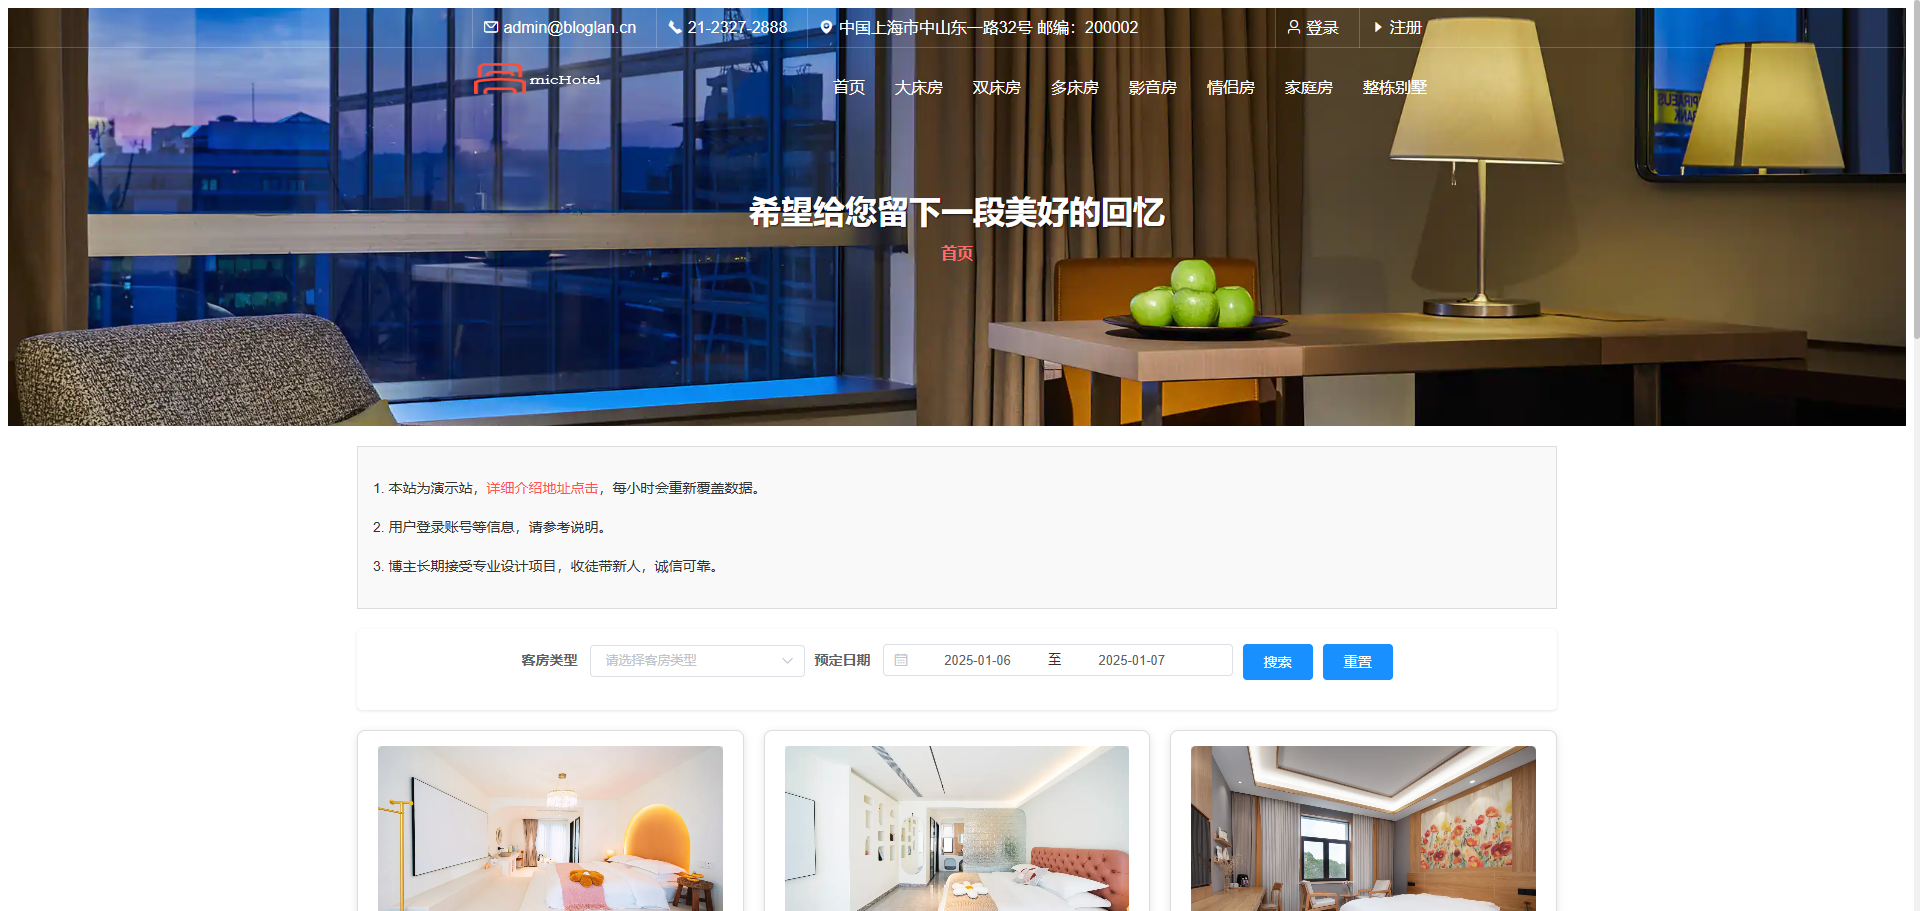 admin@bloglan.cn 21-2327-2888 中国上海市中山东一路32号 邮编：200002 登录 注册
micHotel 首页 大床房 双床房 多床房 影音房 情侣房 家庭房 整栋别墅
PIRAEUS
BANK
希望给您留下一段美好的回忆
首页
1. 本站为演示站，详细介绍地址点击，每小时会重新覆盖数据。
2. 用户登录账号等信息，请参考说明。
3. 博主长期接受专业设计项目，收徒带新人，诚信可靠。
客房类型 请选择客房类型 预定日期 2025-01-06 至 2025-01-07 搜索 重置